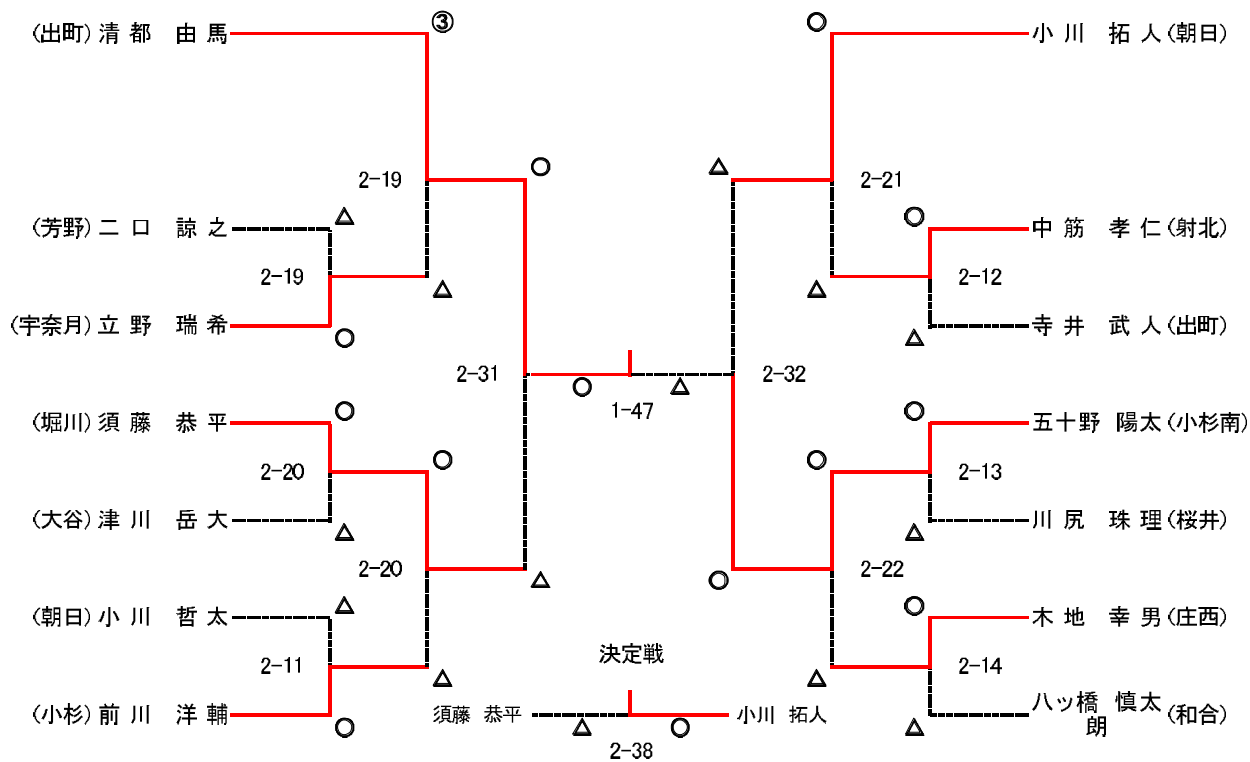 (出町) 清都 由馬
③
○
小川 拓人 (朝日)
2-19
○
△
2-21
(芳野) 二口 諒之
△
○
中筋 孝仁 (射北)
2-19
△
△
2-12
(宇奈月) 立野 瑞希
○
△
寺井 武人 (出町)
2-31
○
1-47
△
2-32
(堀川) 須藤 恭平
○
○
五十野 陽太 (小杉南)
2-20
○
○
2-13
(大谷) 津川 岳大
△
△
川尻 珠理 (桜井)
2-20
△
○
2-22
(朝日) 小川 哲太
△
○
木地 幸男 (庄西)
2-11
△
決定戦
△
2-14
(小杉) 前川 洋輔
○
須藤 恭平
△
○
小川 拓人
△
八ッ橋 慎太
朗
(和合)
2-38